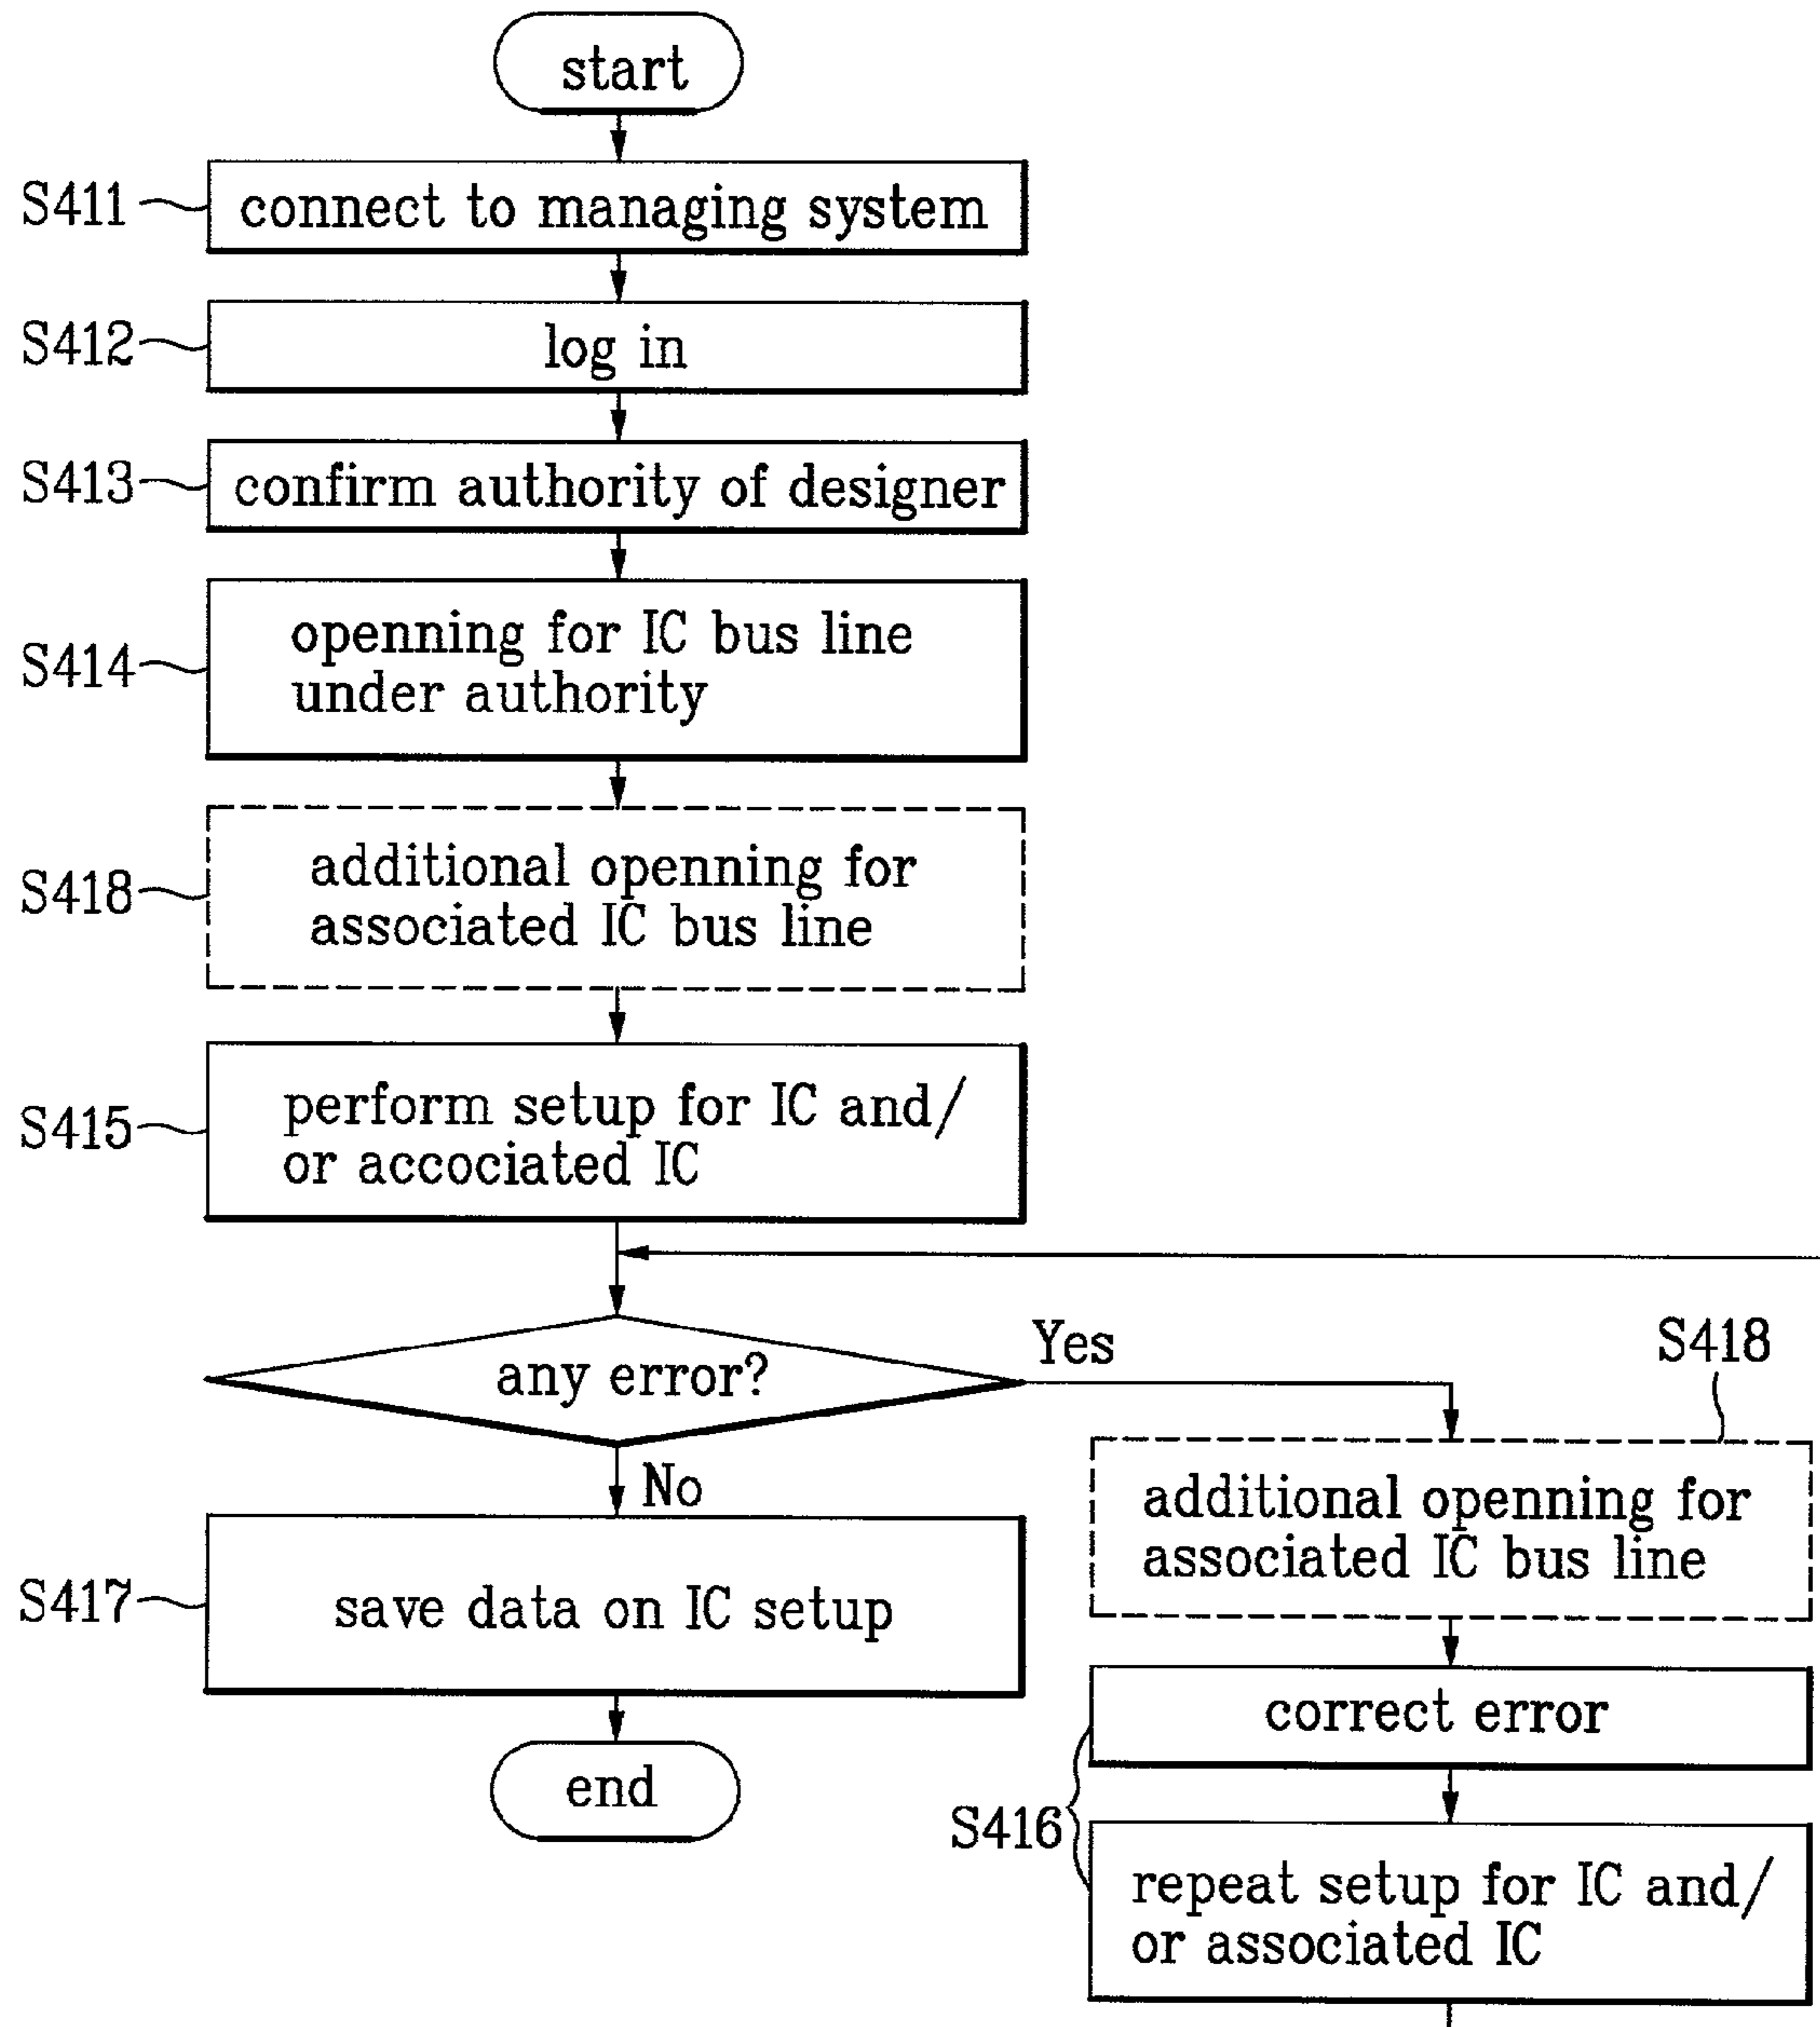 start
S411
connect to managing system
S412
log in
S413
confirm authority of designer
S414
openning for IC bus line
under authority
S418
additional openning for
associated IC bus line
S415
perform setup for IC and/
or accociated IC
any error?
Yes
No
S418
additional openning for
associated IC bus line
S417
save data on IC setup
correct error
end
S416
repeat setup for IC and/
or associated IC